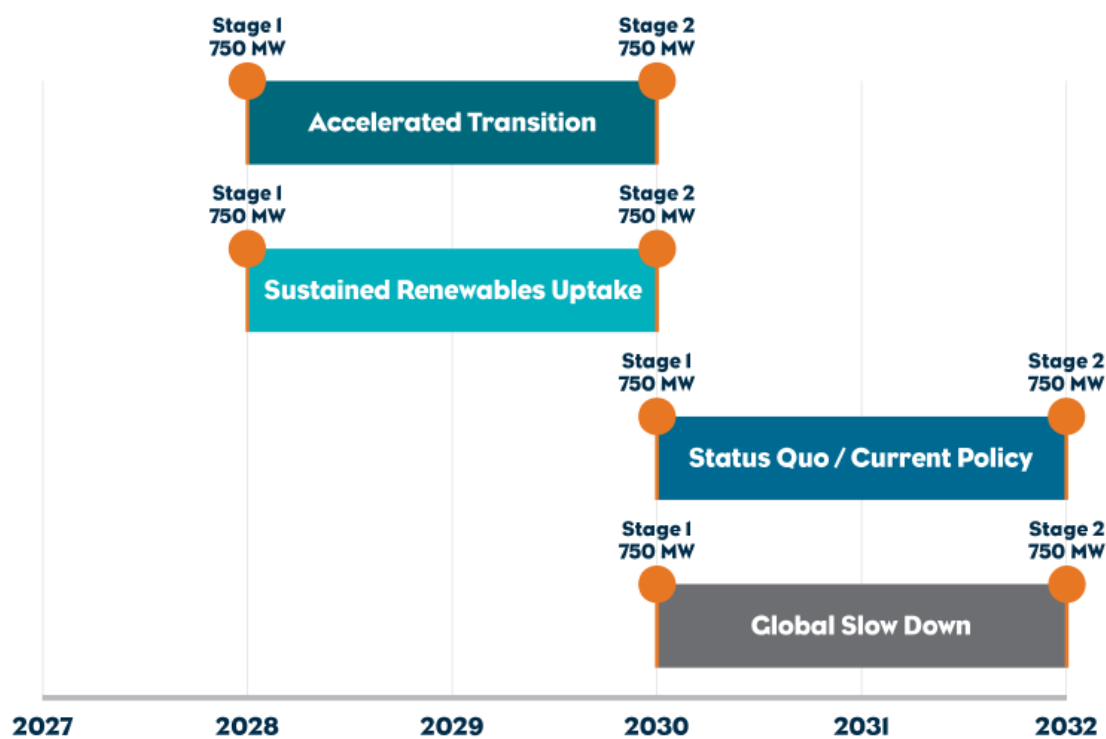 Stage 1
750 MW
Stage 2
750 MW
Accelerated Transition
Stage 1
750 MW
Stage 2
750 MW
Sustained Renewables Uptake
Stage 1
750 MW
Stage 2
750 MW
Status Quo / Current Policy
Stage 1
750 MW
Stage 2
750 MW
Global Slow Down
2027 2028 2029 2030 2031 2032